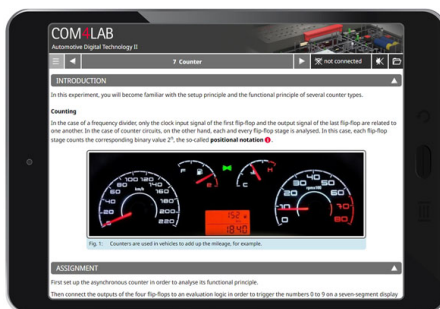 COM4LAB
Automotive Digital Technology II
7 Counter
not connected
INTRODUCTION
In this experiment, you will become familiar with the setup principle and the functional principle of several counter types.
Counting
In the case of a frequency divider, only the clock input signal of the first flip-flop and the output signal of the last flip-flop are related to
one another. In the case of counter circuits, on the other hand, each and every flip-flop stage is analysed. In this case, each flip-flop
stage counts the corresponding binary value 2ⁿ, the so-called positional notation
Fig. 1: Counters are used in vehicles to add up the mileage, for example.
ASSIGNMENT
First set up the asynchronous counter in order to analyse its functional principle.
Then connect the outputs of the four flip-flops to an evaluation logic in order to trigger the numbers 0 to 9 on a seven-segment display